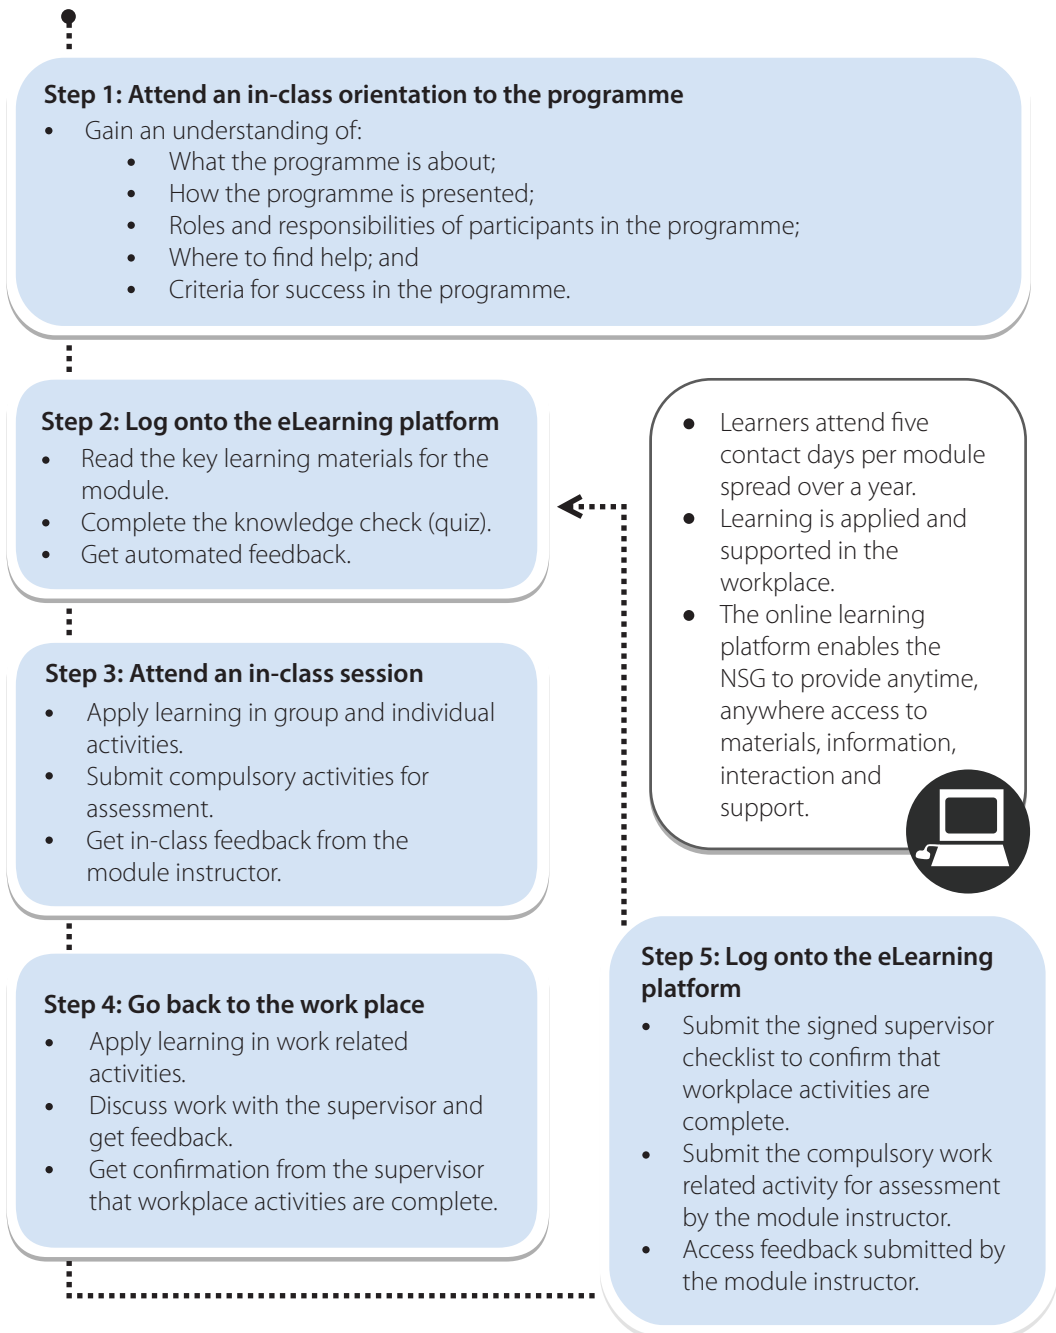 Step 1: Attend an in-class orientation to the programme
• Gain an understanding of:
• What the programme is about;
• How the programme is presented;
• Roles and responsibilities of participants in the programme;
• Where to find help; and
• Criteria for success in the programme.
Step 2: Log onto the eLearning platform
• Read the key learning materials for the
module.
• Complete the knowledge check (quiz).
• Get automated feedback.
Step 3: Attend an in-class session
• Apply learning in group and individual
activities.
• Submit compulsory activities for
assessment.
• Get in-class feedback from the
module instructor.
Step 4: Go back to the work place
• Apply learning in work related
activities.
• Discuss work with the supervisor and
get feedback.
• Get confirmation from the supervisor
that workplace activities are complete.
Step 5: Log onto the eLearning
platform
• Submit the signed supervisor
checklist to confirm that
workplace activities are
complete.
• Submit the compulsory work
related activity for assessment
by the module instructor.
• Access feedback submitted by
the module instructor.
• Learners attend five
contact days per module
spread over a year.
• Learning is applied and
supported in the
workplace.
• The online learning
platform enables the
NSG to provide anytime,
anywhere access to
materials, information,
interaction and
support.